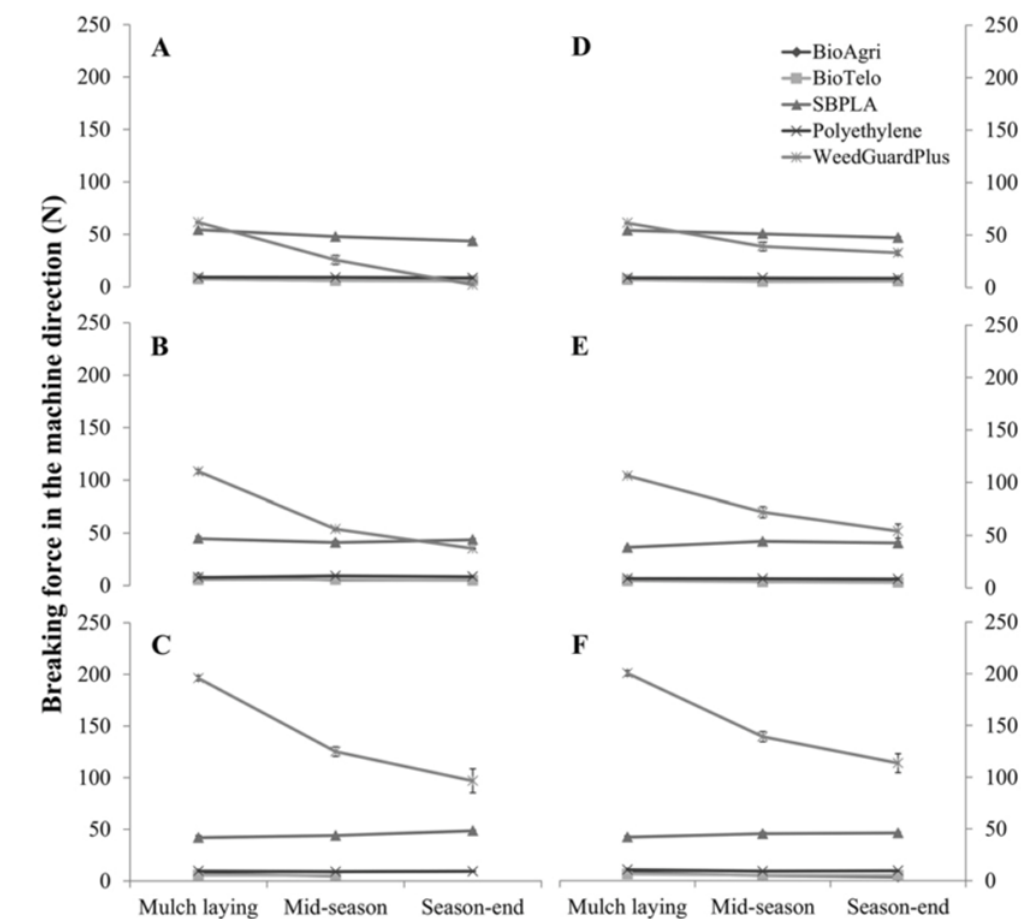 250 A D 250
BioAgri
200 BioTelo 200
SBPLA
150 Polyethylene 150
WeedGuardPlus
100 100
50 50
0 0
250 B E 250
200 200
150 150
100 100
50 50
0 0
250 C F 250
200 200
150 150
100 100
50 50
0 0
Breaking force in the machine direction (N)
Mulch laying Mid-season Season-end Mulch laying Mid-season Season-end